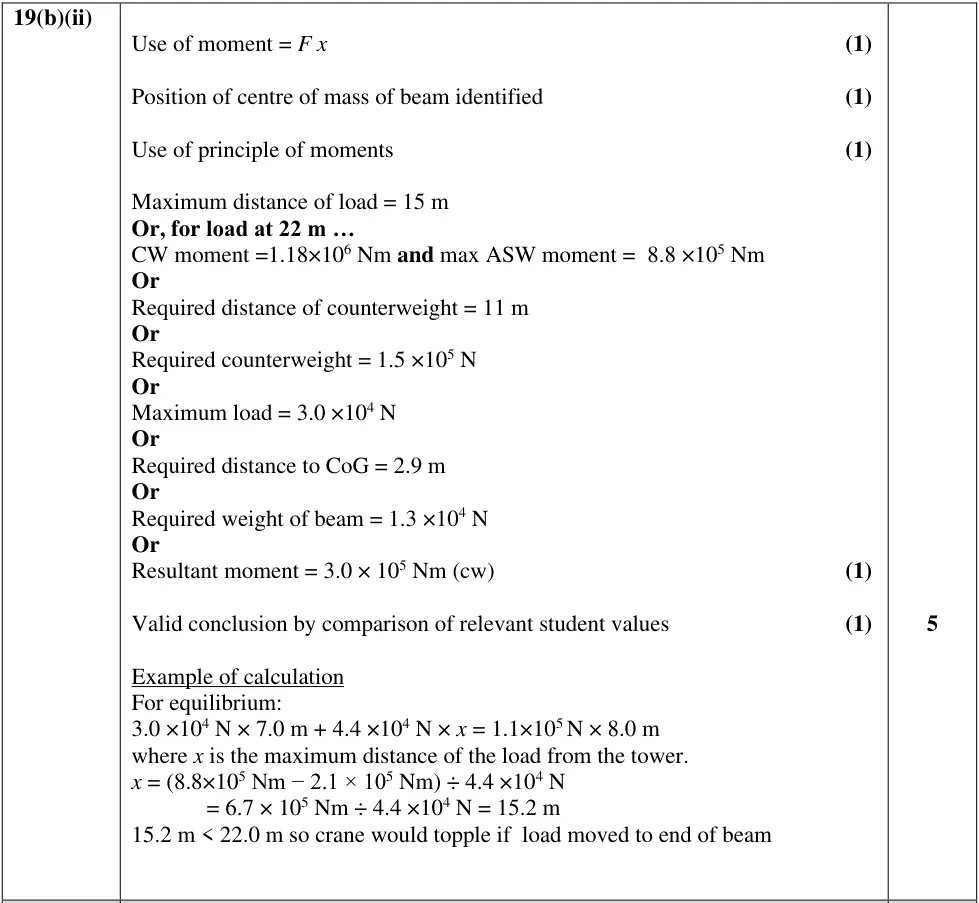 19(b)(ii)
Use of moment = F x (1)
Position of centre of mass of beam identified (1)
Use of principle of moments (1)
Maximum distance of load = 15 m
Or, for load at 22 m …
CW moment =1.18×10⁶ Nm and max ASW moment = 8.8 ×10⁵ Nm
Or
Required distance of counterweight = 11 m
Or
Required counterweight = 1.5 ×10⁵ N
Or
Maximum load = 3.0 ×10⁴ N
Or
Required distance to CoG = 2.9 m
Or
Required weight of beam = 1.3 ×10⁴ N
Or
Resultant moment = 3.0 × 10⁵ Nm (cw) (1)
Valid conclusion by comparison of relevant student values (1) 5
Example of calculation
For equilibrium:
3.0 ×10⁴ N × 7.0 m + 4.4 ×10⁴ N × x = 1.1×10⁵ N × 8.0 m
where x is the maximum distance of the load from the tower.
x = (8.8×10⁵ Nm − 2.1 × 10⁵ Nm) ÷ 4.4 ×10⁴ N
= 6.7 × 10⁵ Nm ÷ 4.4 ×10⁴ N = 15.2 m
15.2 m < 22.0 m so crane would topple if load moved to end of beam